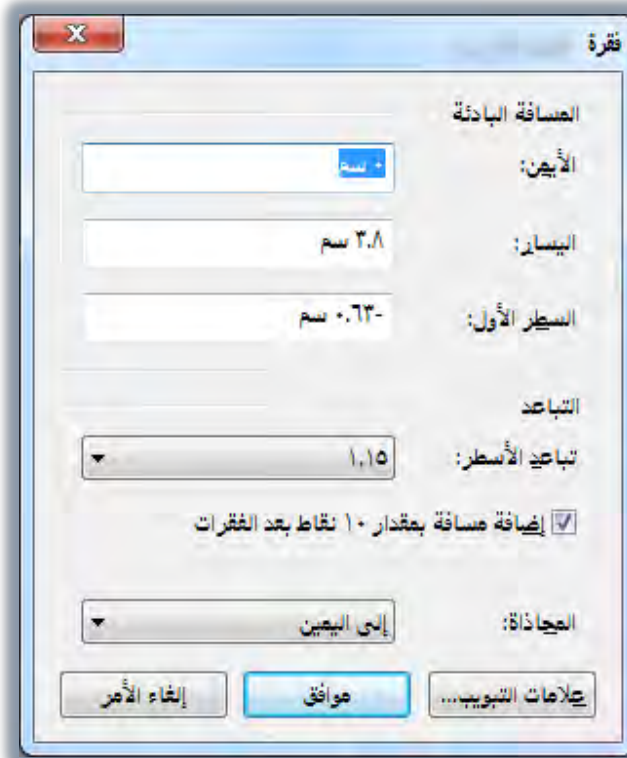 فقرة
المسافة البادئة
الأيمن: ٠ سم
اليسار: ٣.٨ سم
السطر الأول: -٠.٦٣ سم
التباعد
تباعد الأسطر: ١.١٥
إضافة مسافة بمقدار ١٠ نقاط بعد الفقرات
المحاذاة: إلى اليمين
علامات التبويب... موافق إلغاء الأمر